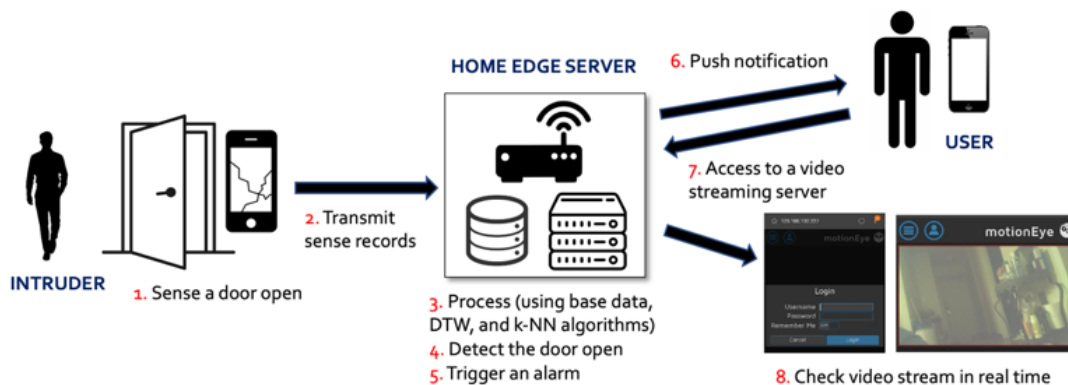 HOME EDGE SERVER
6. Push notification
USER
7. Access to a video
streaming server
2. Transmit
sense records
INTRUDER
1. Sense a door open
3. Process (using base data,
DTW, and k-NN algorithms)
4. Detect the door open
5. Trigger an alarm
motionEye
Login
Username
Password
Remember Me
Cancel
Login
motionEye
8. Check video stream in real time